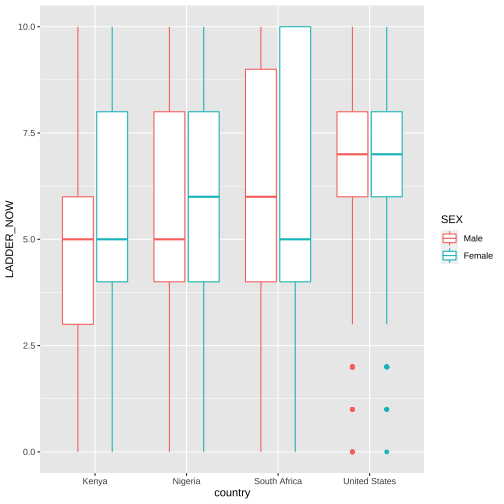 10.0
7.5
5.0
2.5
0.0
LADDER_NOW
Kenya
Nigeria
South Africa
United States
country
SEX
Male
Female